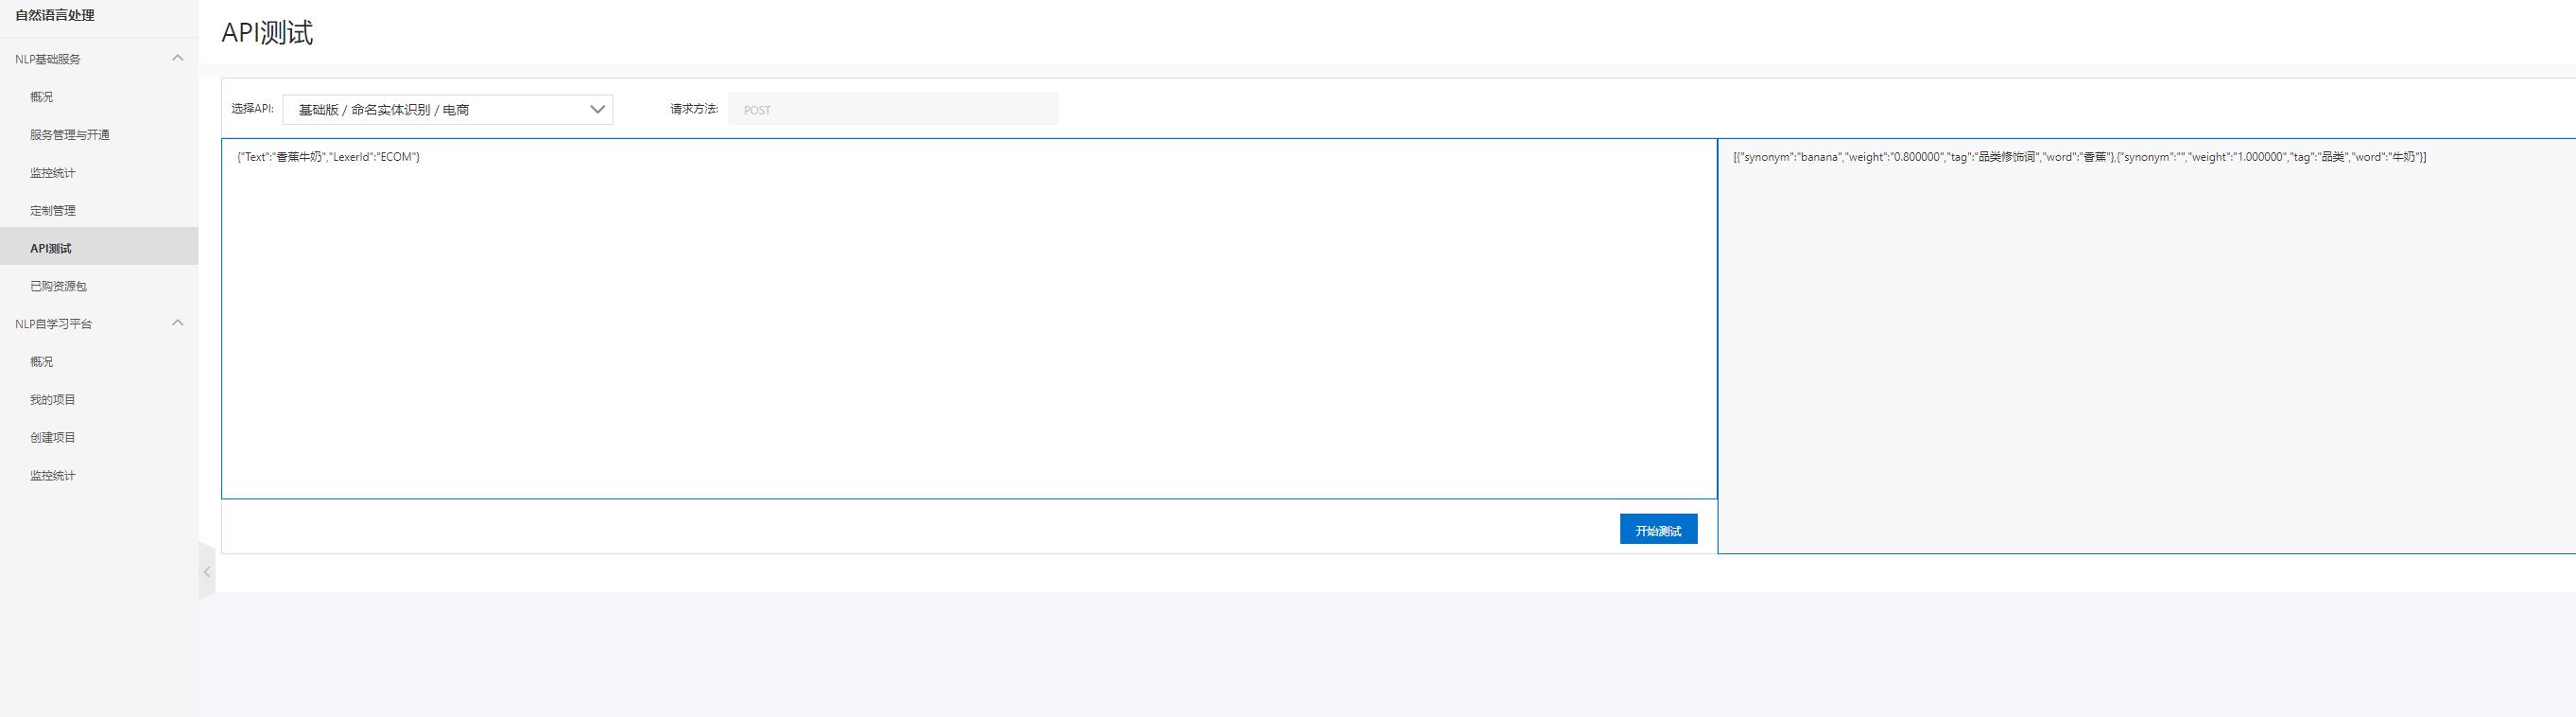 自然语言处理
NLP基础服务
概况
服务管理与开通
监控统计
定制管理
API测试
已购资源包
NLP自学习平台
概况
我的项目
创建项目
监控统计
API测试
选择API: 基础版 / 命名实体识别 / 电商 请求方法: POST
{"Text":"香蕉牛奶","LexerId":"ECOM"}
[{"synonym":"banana","weight":"0.800000","tag":"品类修饰词","word":"香蕉"},{"synonym":"","weight":"1.000000","tag":"品类","word":"牛奶"}]
开始测试